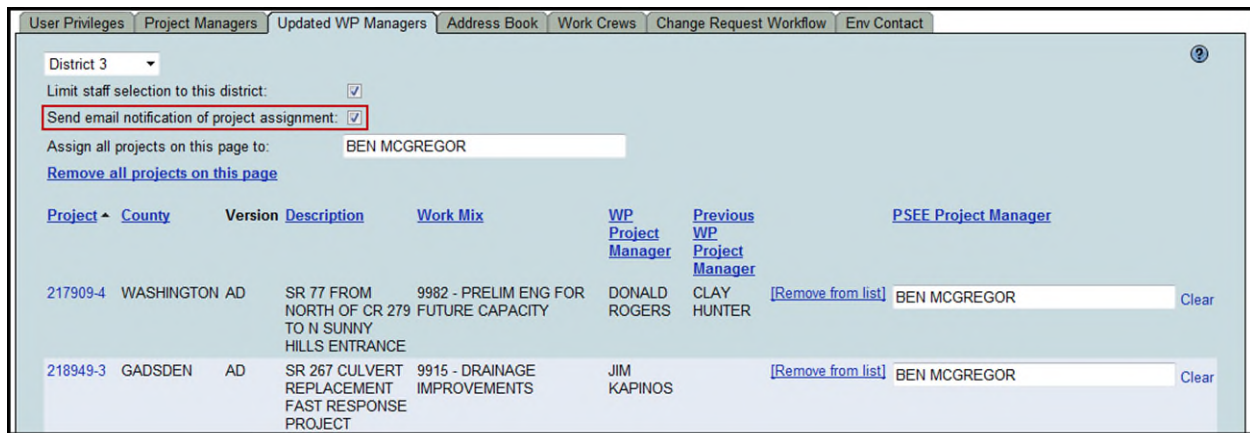 User Privileges Project Managers Updated WP Managers Address Book Work Crews Change Request Workflow Env Contact
District 3
?
Limit staff selection to this district:
Send email notification of project assignment:
Assign all projects on this page to: BEN MCGREGOR
Remove all projects on this page
Project County Version Description Work Mix WP Project Manager Previous WP Project Manager PSEE Project Manager
217909-4 WASHINGTON AD SR 77 FROM 9982 - PRELIM ENG FOR DONALD CLAY [Remove from list] BEN MCGREGOR Clear
NORTH OF CR 279 FUTURE CAPACITY ROGERS HUNTER
TO N SUNNY
HILLS ENTRANCE
218949-3 GADSDEN AD SR 267 CULVERT 9915 - DRAINAGE JIM [Remove from list] BEN MCGREGOR Clear
REPLACEMENT IMPROVEMENTS KAPINOS
FAST RESPONSE
PROJECT